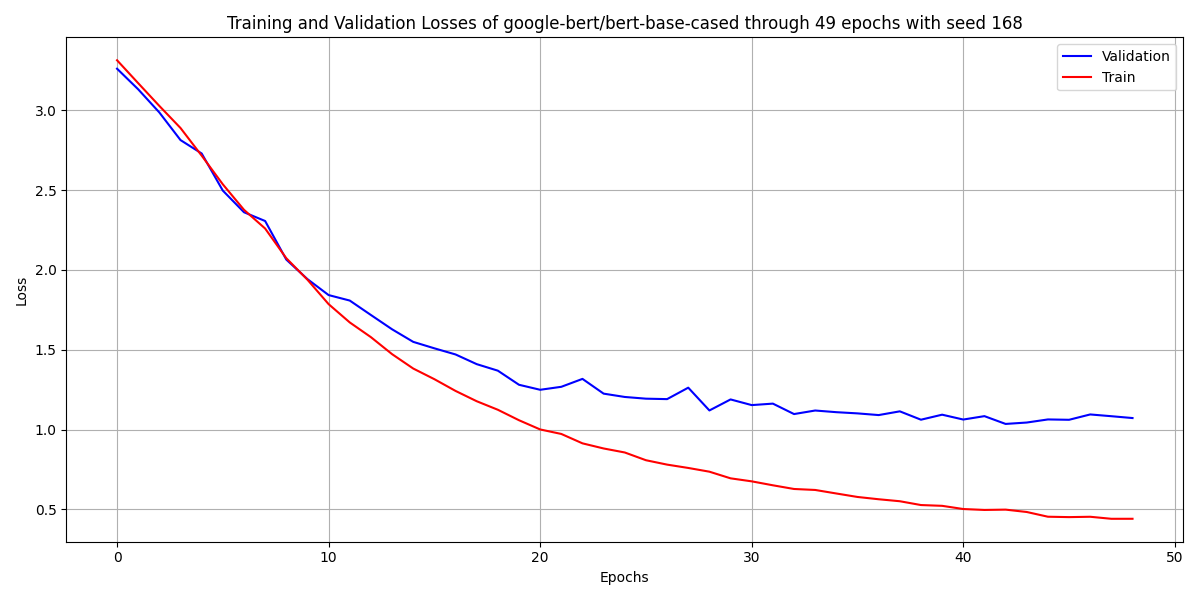 Training and Validation Losses of google-bert/bert-base-cased through 49 epochs with seed 168
Validation
Train
3.0
2.5
2.0
1.5
1.0
0.5
Loss
0
10
20
30
40
50
Epochs